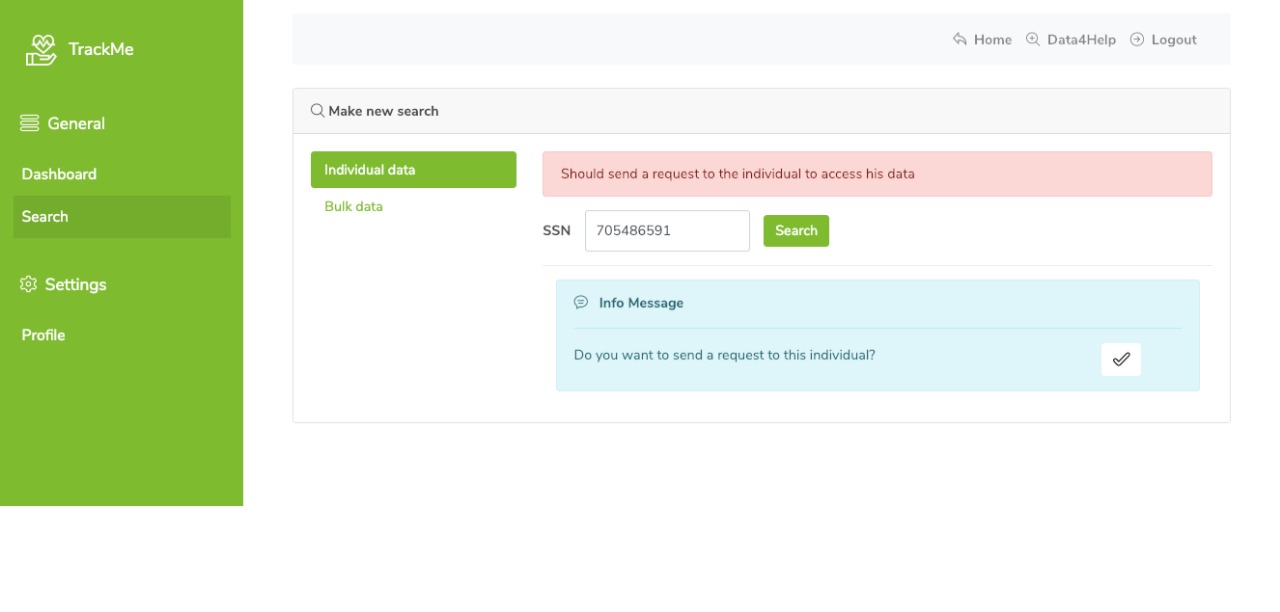 TrackMe
General
Dashboard
Search
Settings
Profile
Home Data4Help Logout
Make new search
Individual data
Bulk data
Should send a request to the individual to access his data
SSN 705486591 Search
Info Message
Do you want to send a request to this individual?